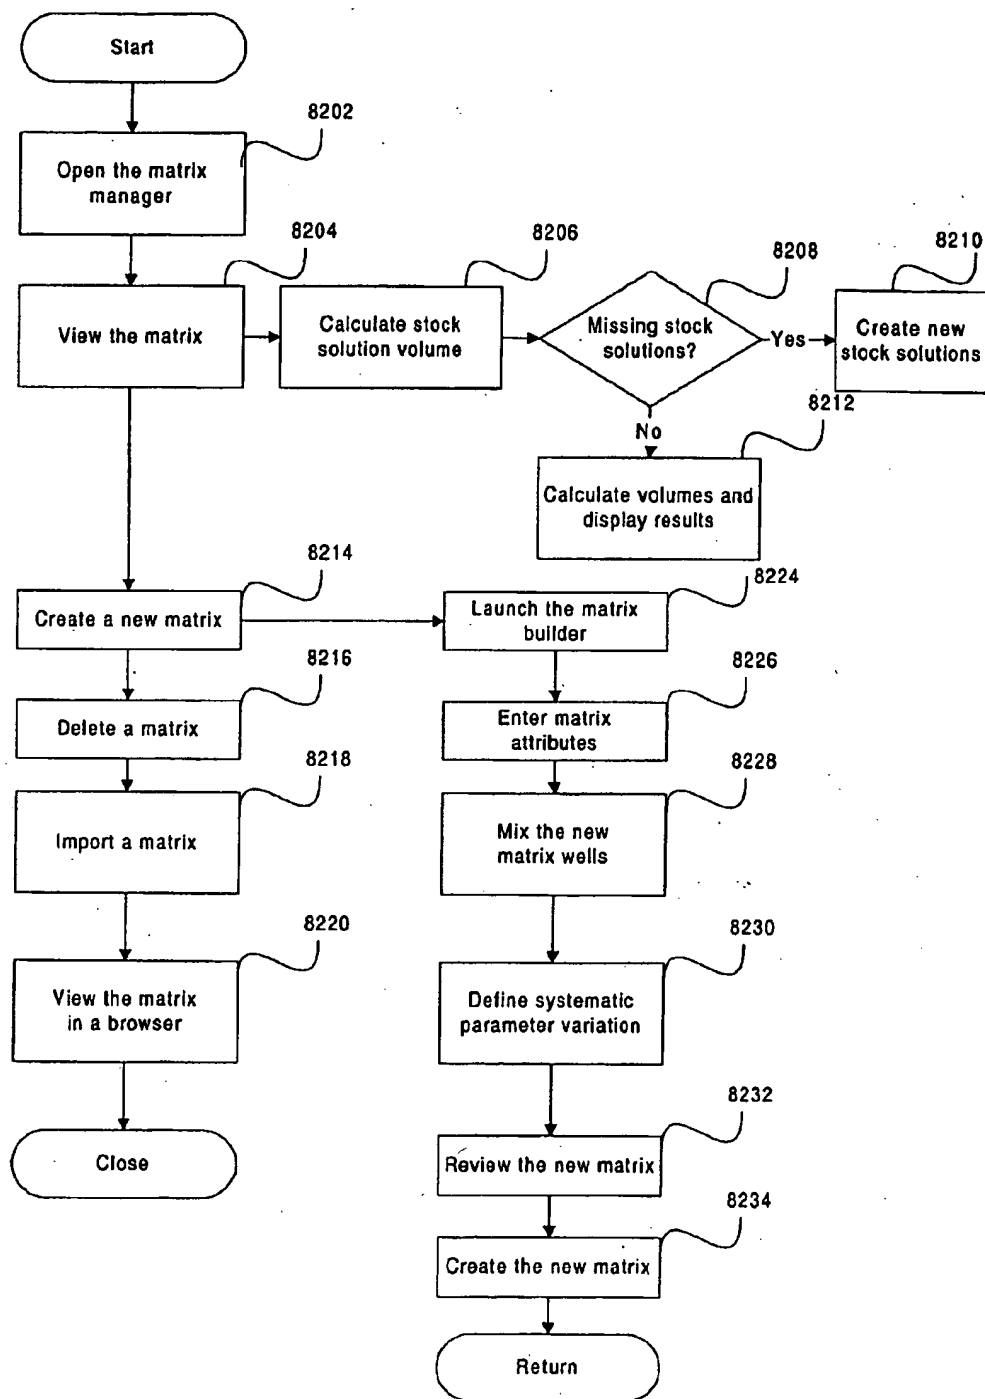 Start
8202
Open the matrix
manager
8204
View the matrix
8206
Calculate stock
solution volume
8208
Missing stock
solutions?
Yes
8210
Create new
stock solutions
No
8212
Calculate volumes and
display results
8214
Create a new matrix
8216
Delete a matrix
8218
Import a matrix
8220
View the matrix
in a browser
Close
8224
Launch the matrix
builder
8226
Enter matrix
attributes
8228
Mix the new
matrix wells
8230
Define systematic
parameter variation
8232
Review the new matrix
8234
Create the new matrix
Return